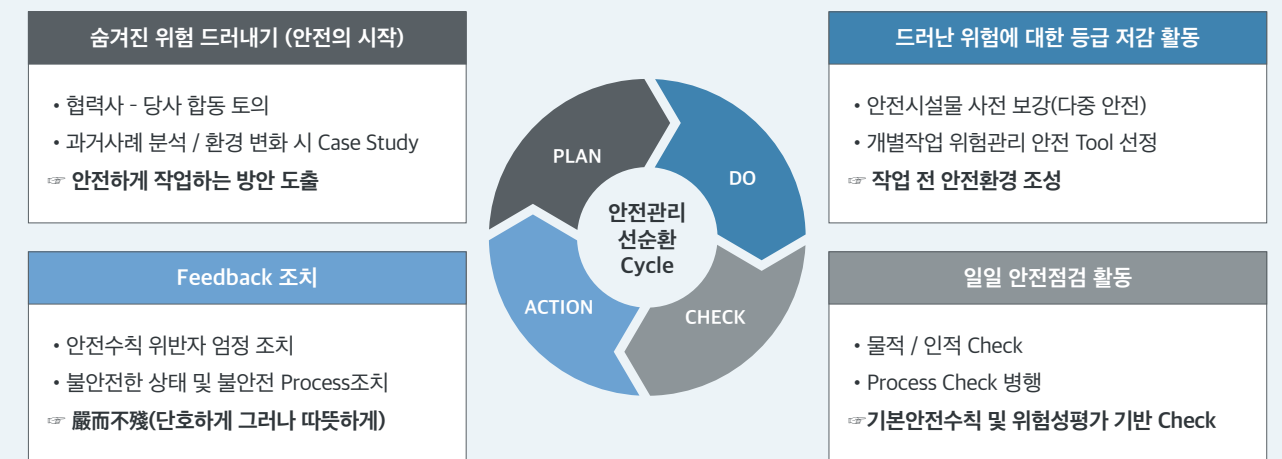 숨겨진 위험 드러내기 (안전의 시작)
• 협력사 - 당사 합동 토의
• 과거사례 분석 / 환경 변화 시 Case Study
☞ 안전하게 작업하는 방안 도출
드러난 위험에 대한 등급 저감 활동
• 안전시설물 사전 보강(다중 안전)
• 개별작업 위험관리 안전 Tool 선정
☞ 작업 전 안전환경 조성
PLAN
DO
안전관리
선순환
Cycle
ACTION
CHECK
Feedback 조치
• 안전수칙 위반자 엄정 조치
• 불안전한 상태 및 불안전 Process조치
☞ 嚴而不殘(단호하게 그러나 따뜻하게)
일일 안전점검 활동
• 물적 / 인적 Check
• Process Check 병행
☞기본안전수칙 및 위험성평가 기반 Check